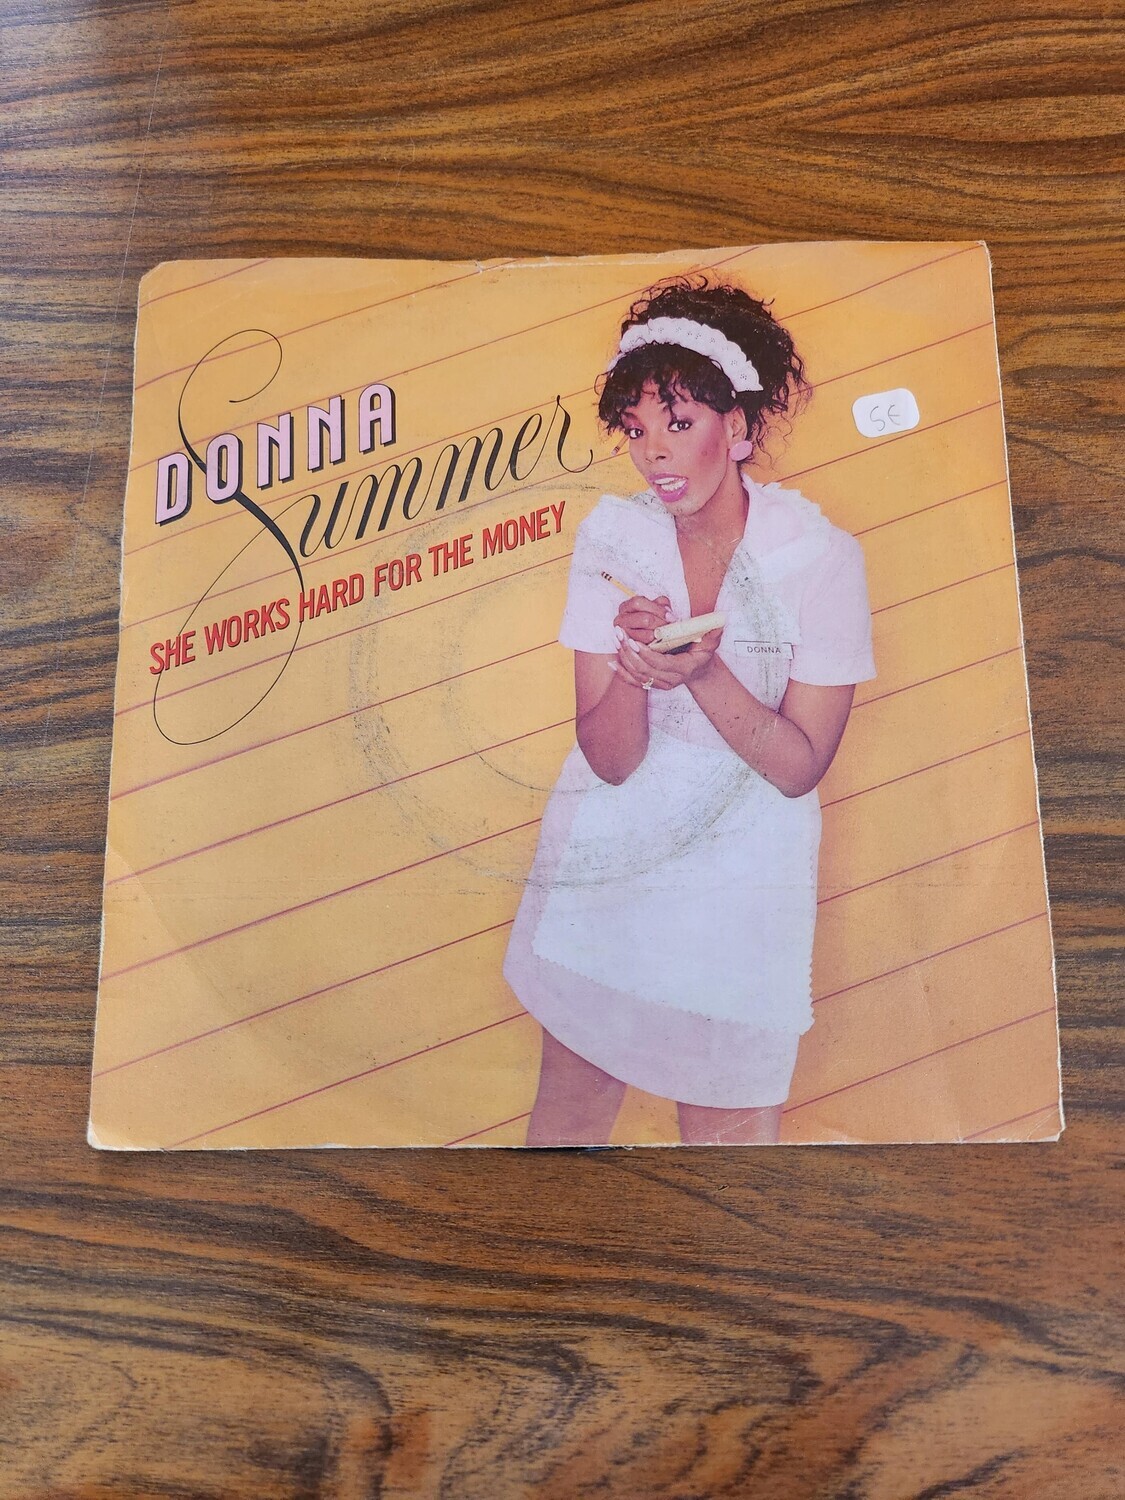 DONNA
Summer
SHE WORKS HARD FOR THE MONEY
5€
DONNA